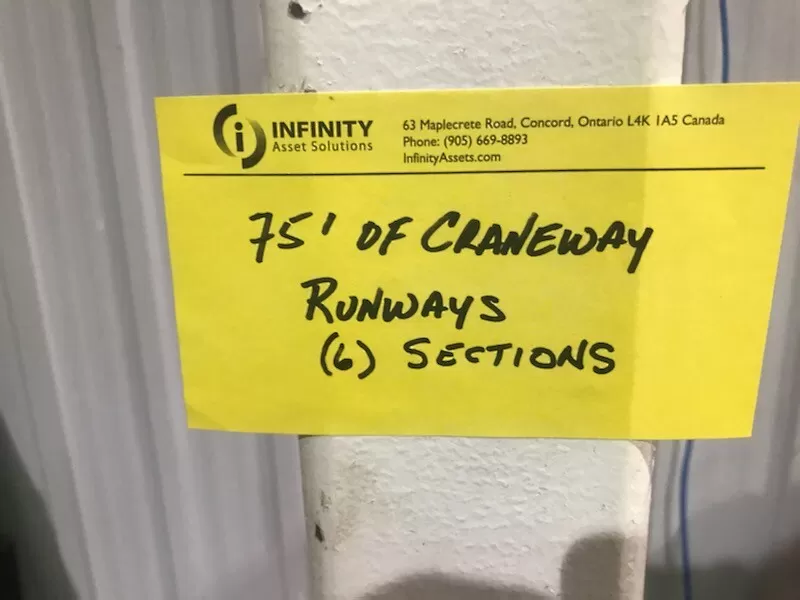 INFINITY
Asset Solutions
63 Maplecrete Road, Concord, Ontario L4K 1A5 Canada
Phone: (905) 669-8893
InfinityAssets.com
75' OF CRANEWAY
RUNWAYS
(6) SECTIONS